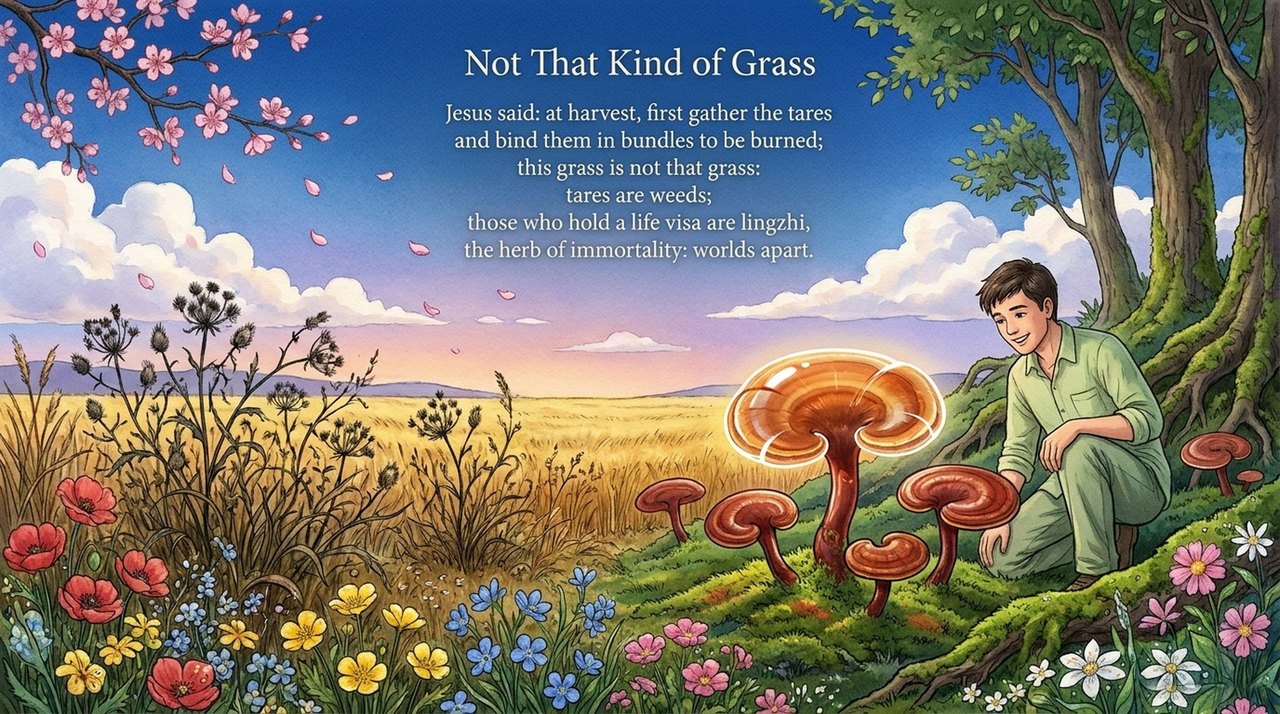 Not That Kind of Grass
Jesus said: at harvest, first gather the tares
and bind them in bundles to be burned;
this grass is not that grass:
tares are weeds;
those who hold a life visa are lingzhi,
the herb of immortality: worlds apart.